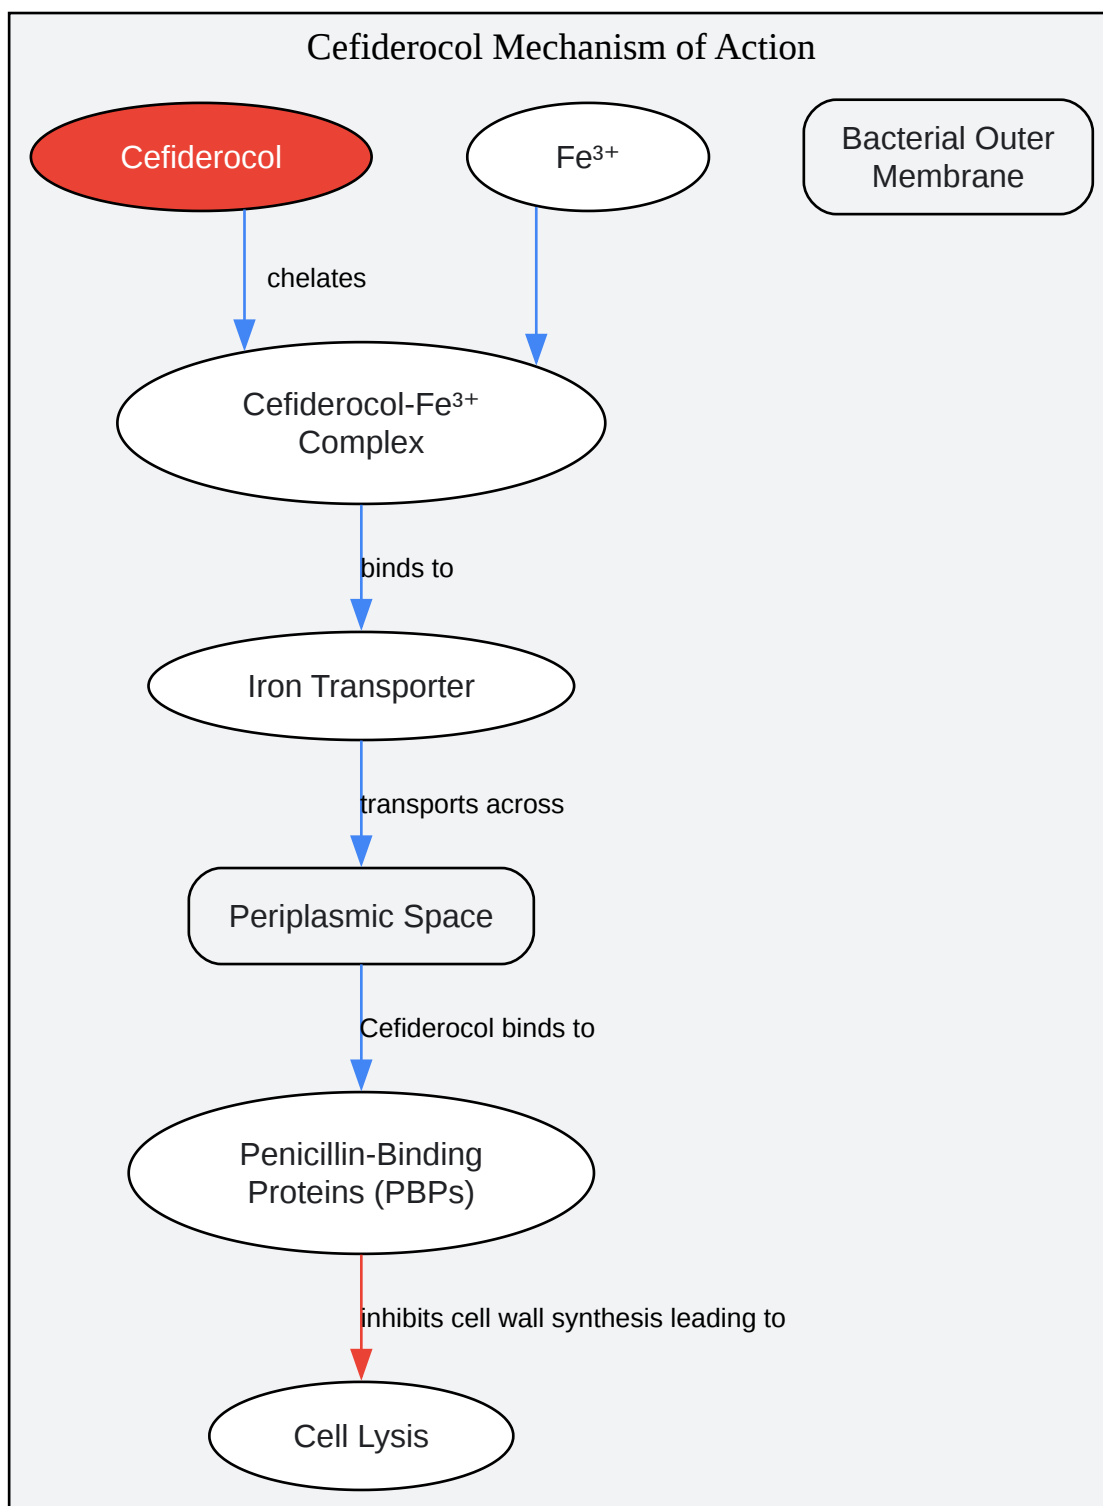 Cefiderocol Mechanism of Action
Cefiderocol
Fe³⁺
Bacterial Outer
Membrane
chelates
Cefiderocol-Fe³⁺
Complex
binds to
Iron Transporter
transports across
Periplasmic Space
Cefiderocol binds to
Penicillin-Binding
Proteins (PBPs)
inhibits cell wall synthesis leading to
Cell Lysis